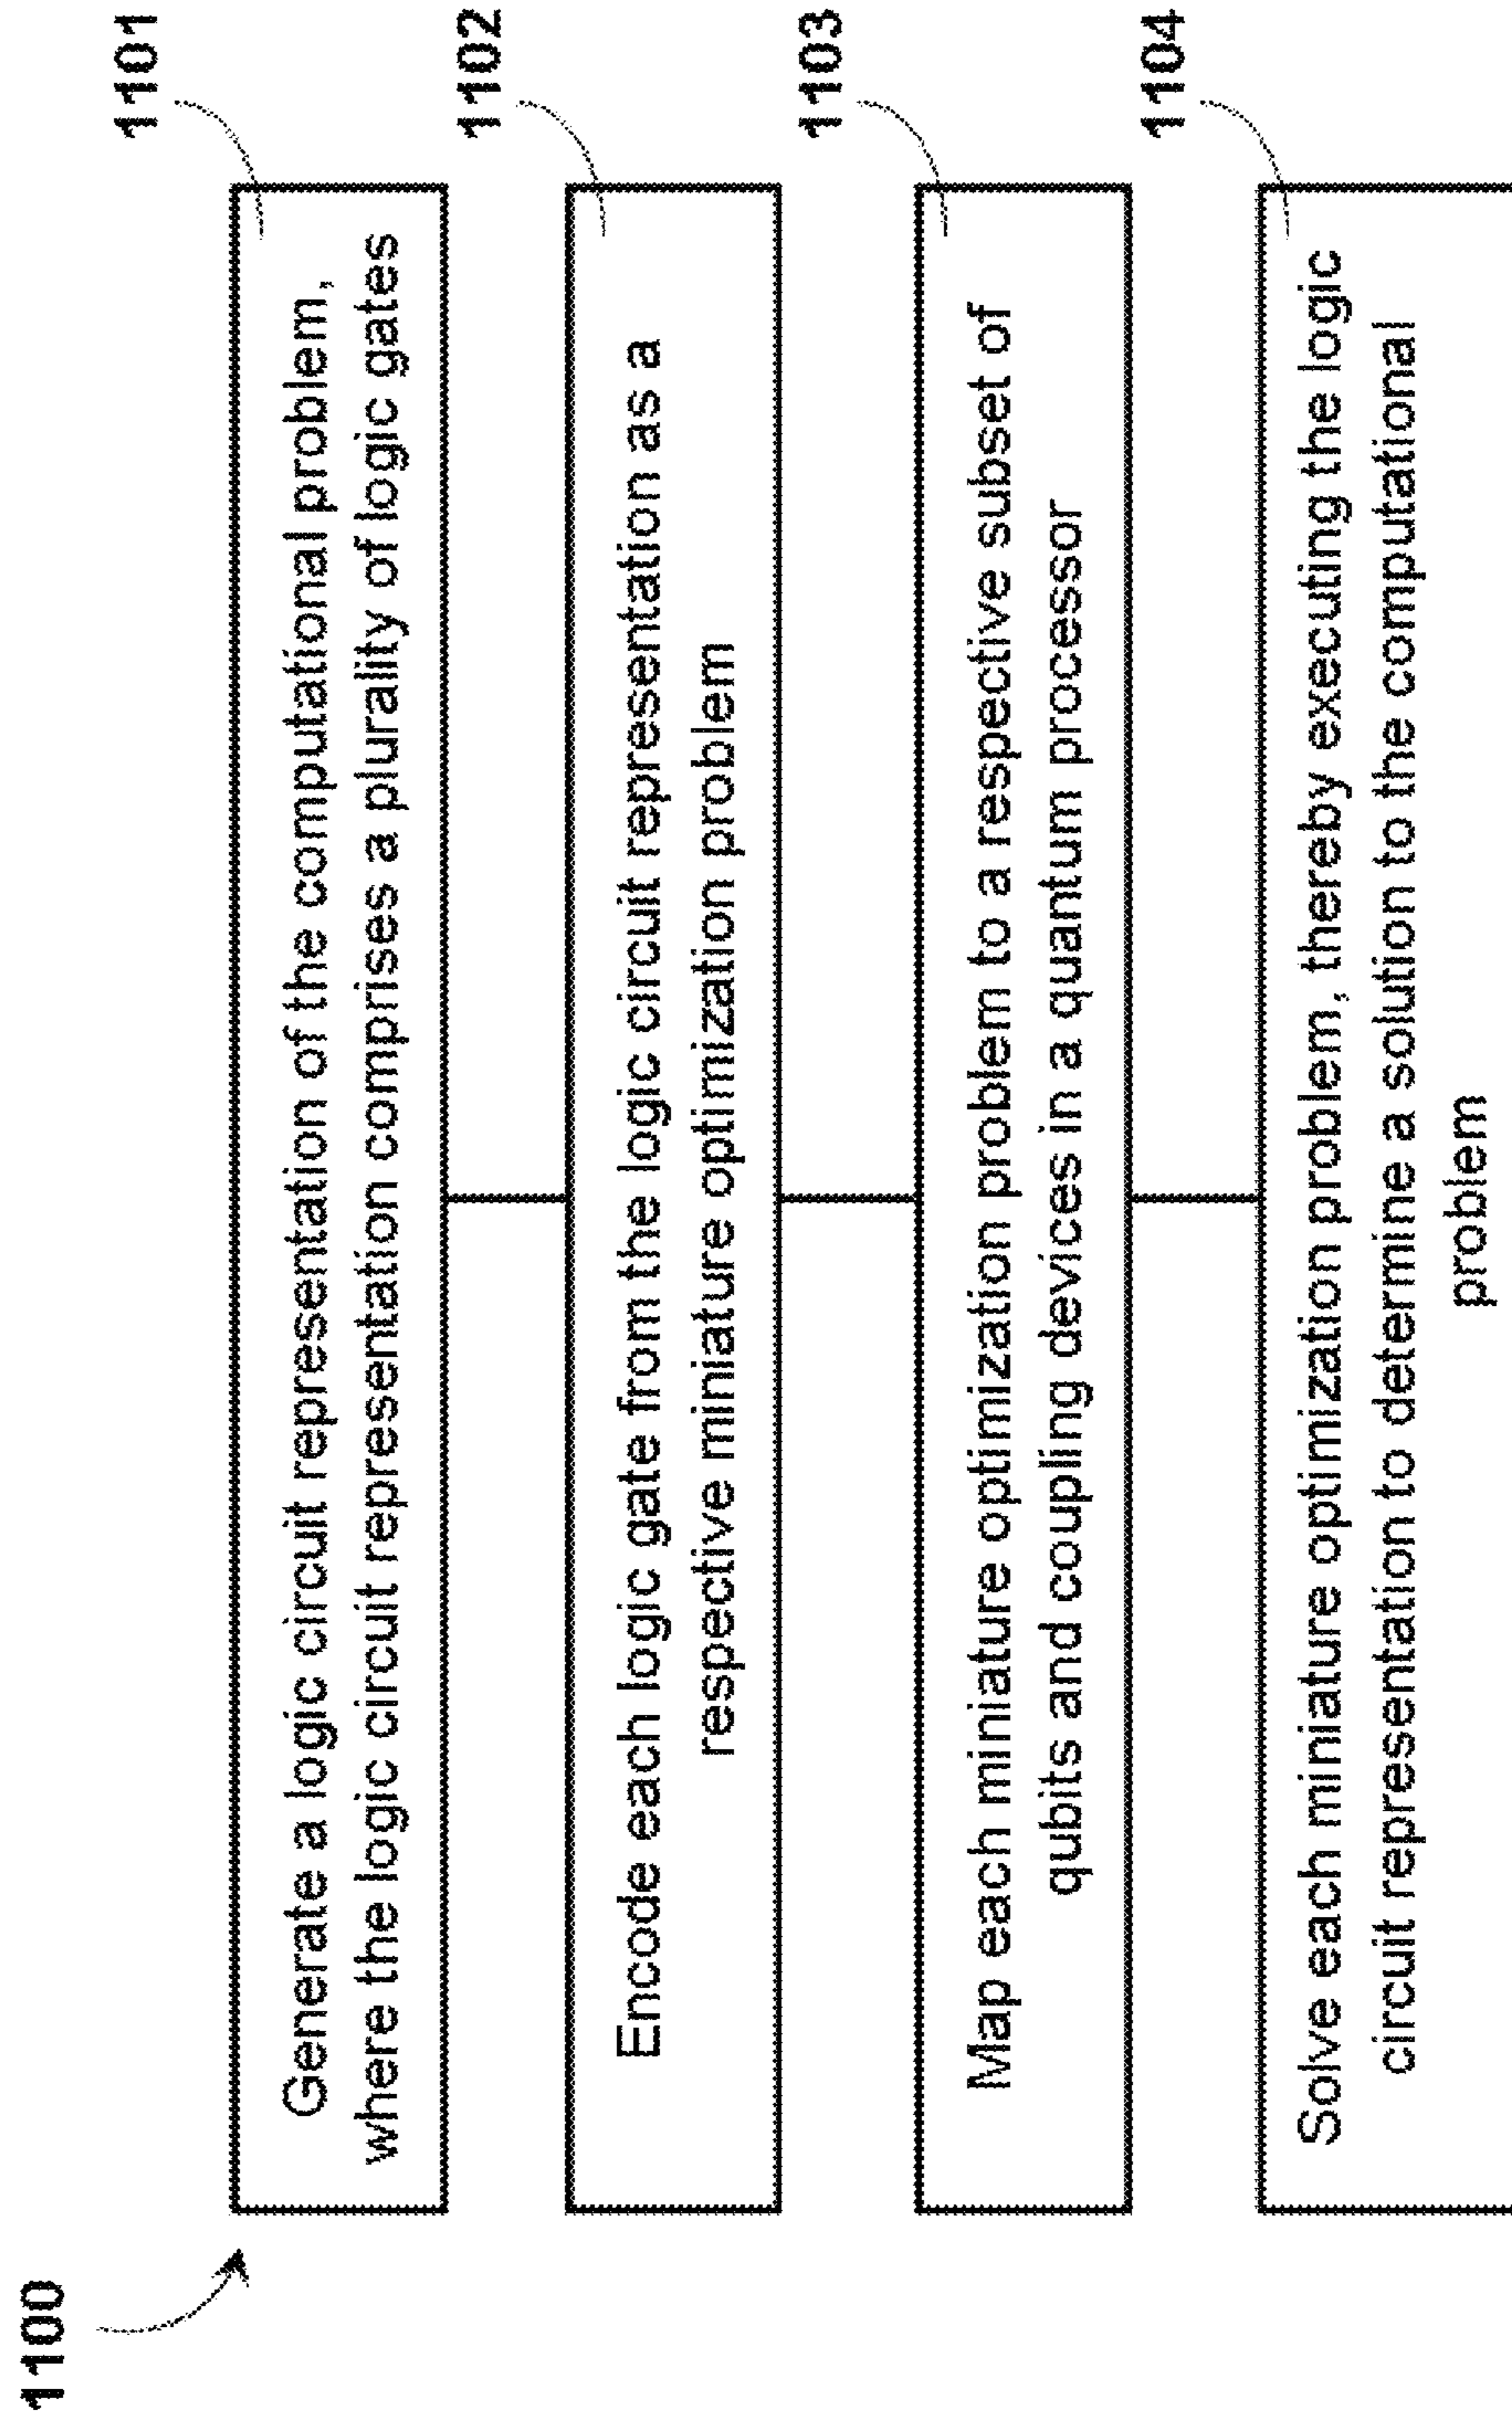 1100
1101
Generate a logic circuit representation of the computational problem,
where the logic circuit representation comprises a plurality of logic gates
1102
Encode each logic gate from the logic circuit representation as a
respective miniature optimization problem
1103
Map each miniature optimization problem to a respective subset of
qubits and coupling devices in a quantum processor
1104
Solve each miniature optimization problem, thereby executing the logic
circuit representation to determine a solution to the computational
problem